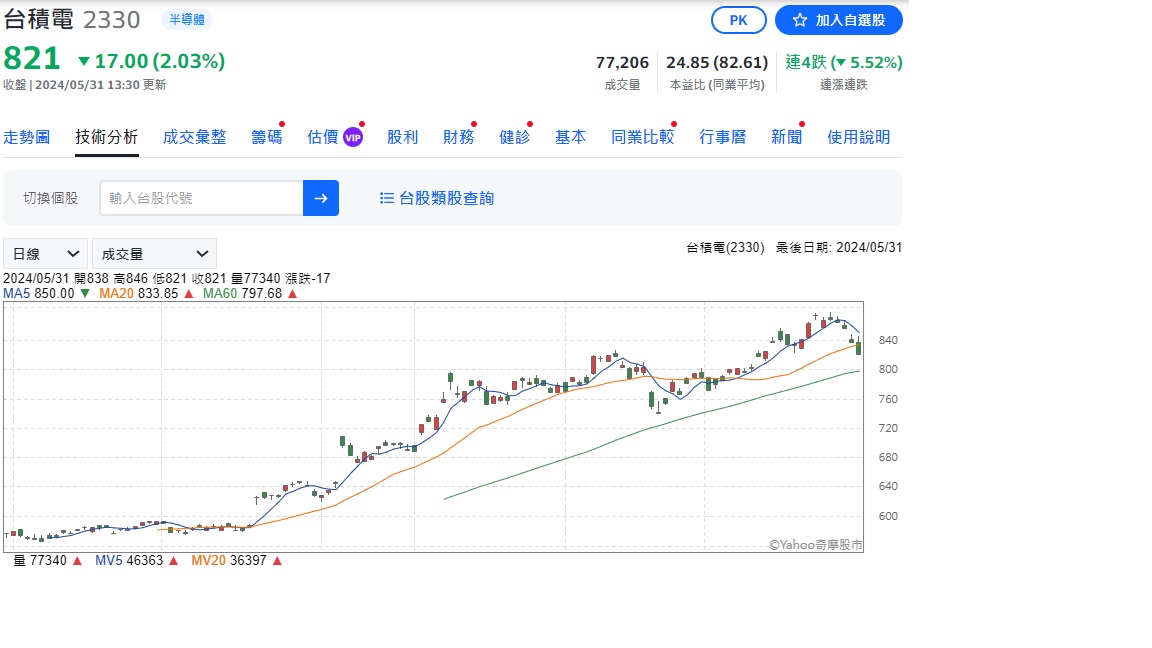 台積電 2330 半導體
PK ☆ 加入自選股
821 ▼17.00 (2.03%)
收盤 | 2024/05/31 13:30 更新
77,206 24.85 (82.61) 連4跌 (▼ 5.52%)
成交量 本益比 (同業平均) 連漲連跌
走勢圖 技術分析 成交彙整 籌碼 估價 VIP 股利 財務 健診 基本 同業比較 行事曆 新聞 使用說明
切換個股 輸入台股代號 → 台股類股查詢
日線 成交量
台積電(2330) 最後日期: 2024/05/31
2024/05/31 開838 高846 低821 收821 量77340 漲跌-17
MA5 850.00 ▼ MA20 833.85 ▲ MA60 797.68 ▲
840
800
760
720
680
640
600
©Yahoo奇摩股市
量 77340 ▲ MV5 46363 ▲ MV20 36397 ▲